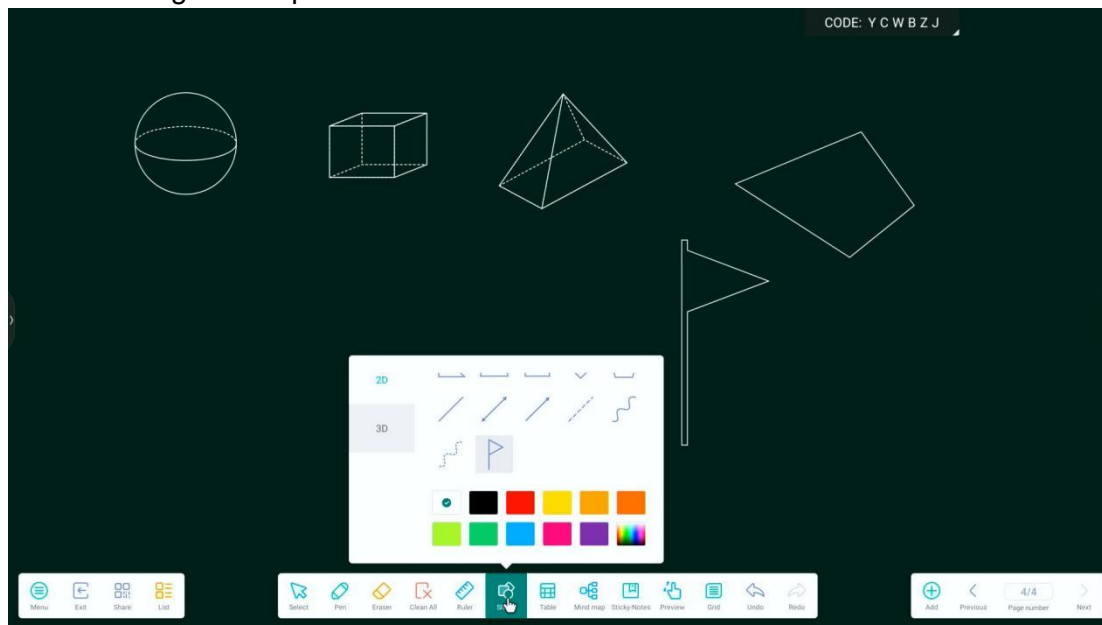 CODE: Y C W B Z J
2D
3D
Menu Exit Share List Select Pen Eraser Clean All Ruler Table Mind map Sticky-Notes Preview Grid Undo Redo Add Previous 4/4 Page number Next